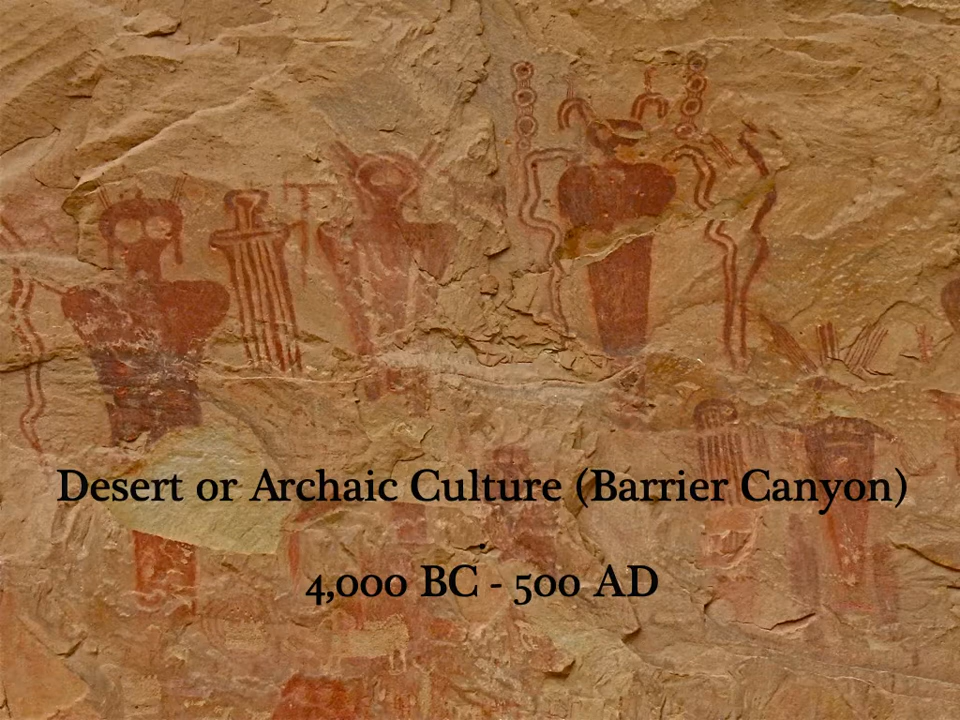 Desert or Archaic Culture (Barrier Canyon)
.
4,000 BC - 500 AD